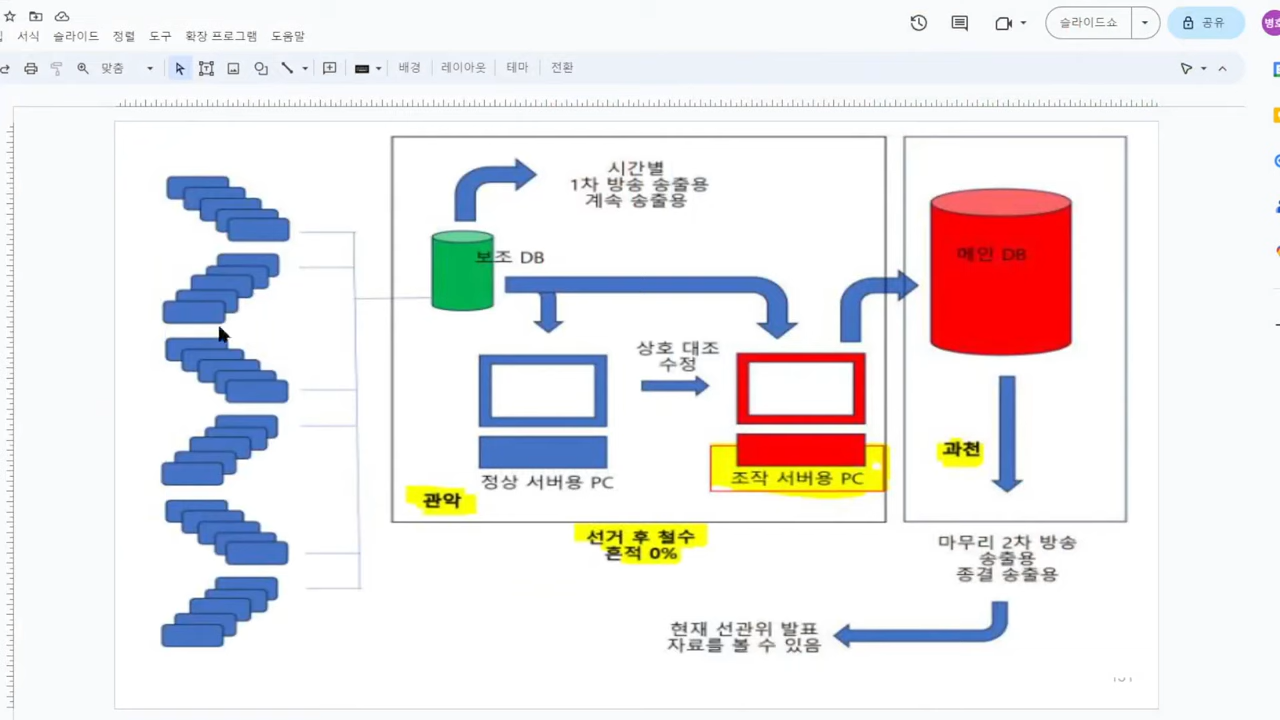 서식 슬라이드 정렬 도구 확장 프로그램 도움말
슬라이드쇼
공유
맞춤
배경 레이아웃 테마 전환
시간별
1차 방송 송출용
계속 송출용
보조 DB
메인 DB
상호 대조
수정
정상 서버용 PC
조작 서버용 PC
관악
과천
선거 후 철수
흔적 0%
마무리 2차 방송
송출용
종결 송출용
현재 선관위 발표
자료를 볼 수 있음